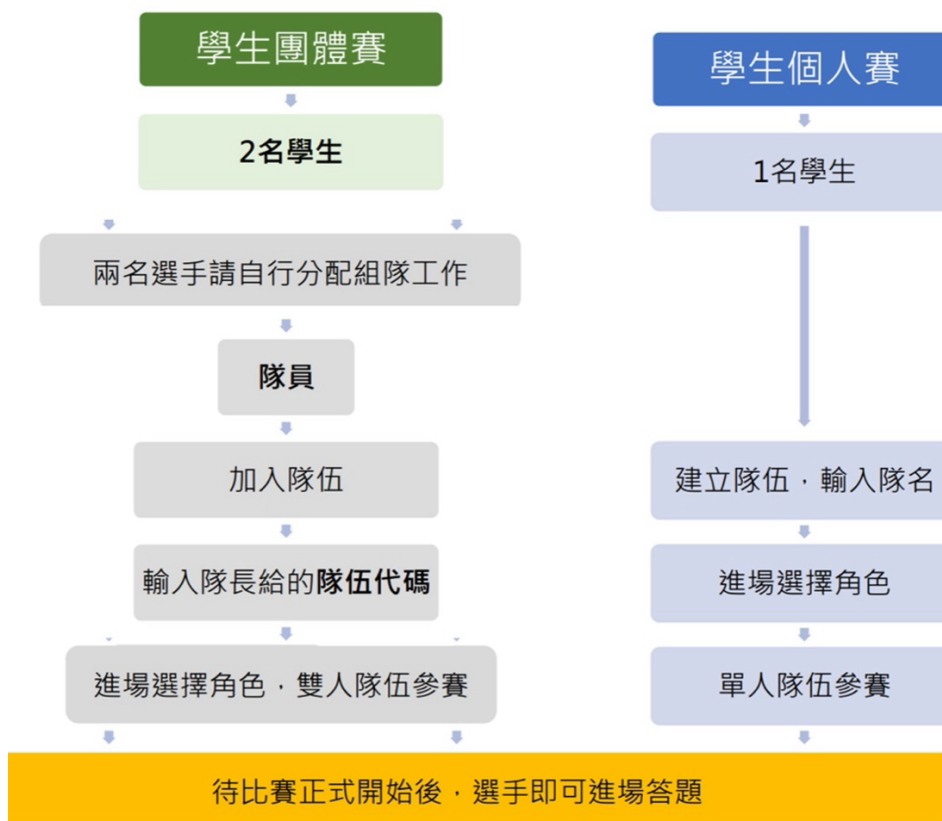 學生團體賽
2名學生
兩名選手請自行分配組隊工作
隊員
加入隊伍
輸入隊長給的隊伍代碼
進場選擇角色，雙人隊伍參賽
學生個人賽
1名學生
建立隊伍，輸入隊名
進場選擇角色
單人隊伍參賽
待比賽正式開始後，選手即可進場答題